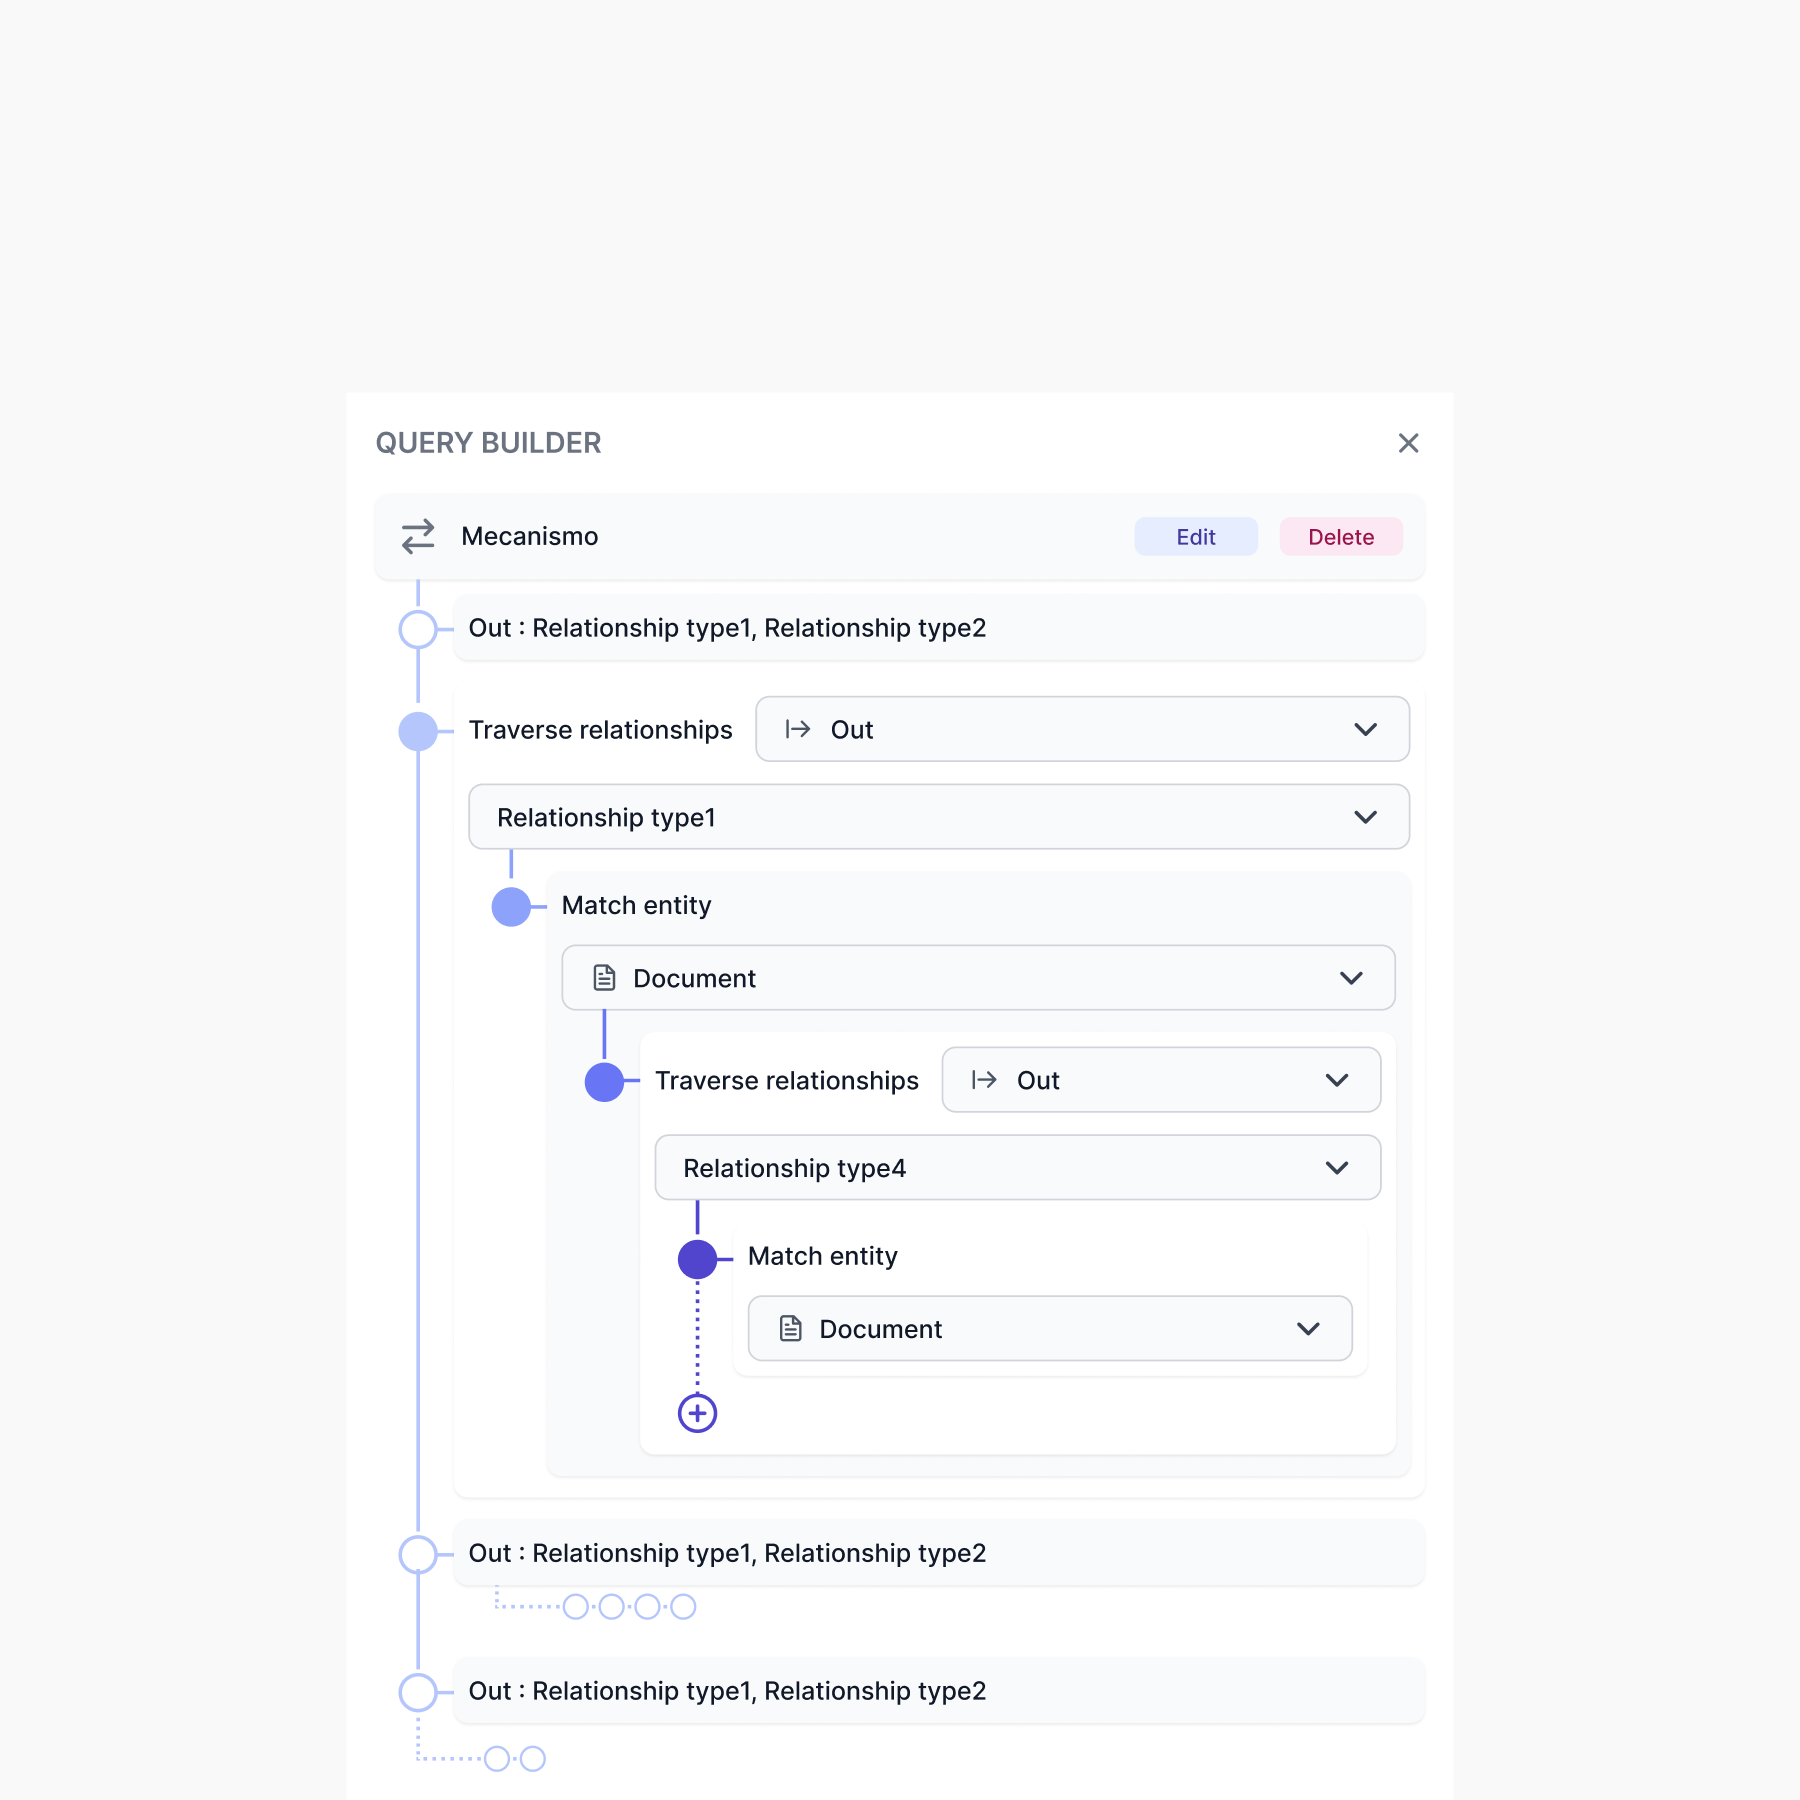 QUERY BUILDER
Mecanismo
Edit
Delete
Out : Relationship type1, Relationship type2
Traverse relationships
Out
Relationship type1
Match entity
Document
Traverse relationships
Out
Relationship type4
Match entity
Document
Out : Relationship type1, Relationship type2
Out : Relationship type1, Relationship type2